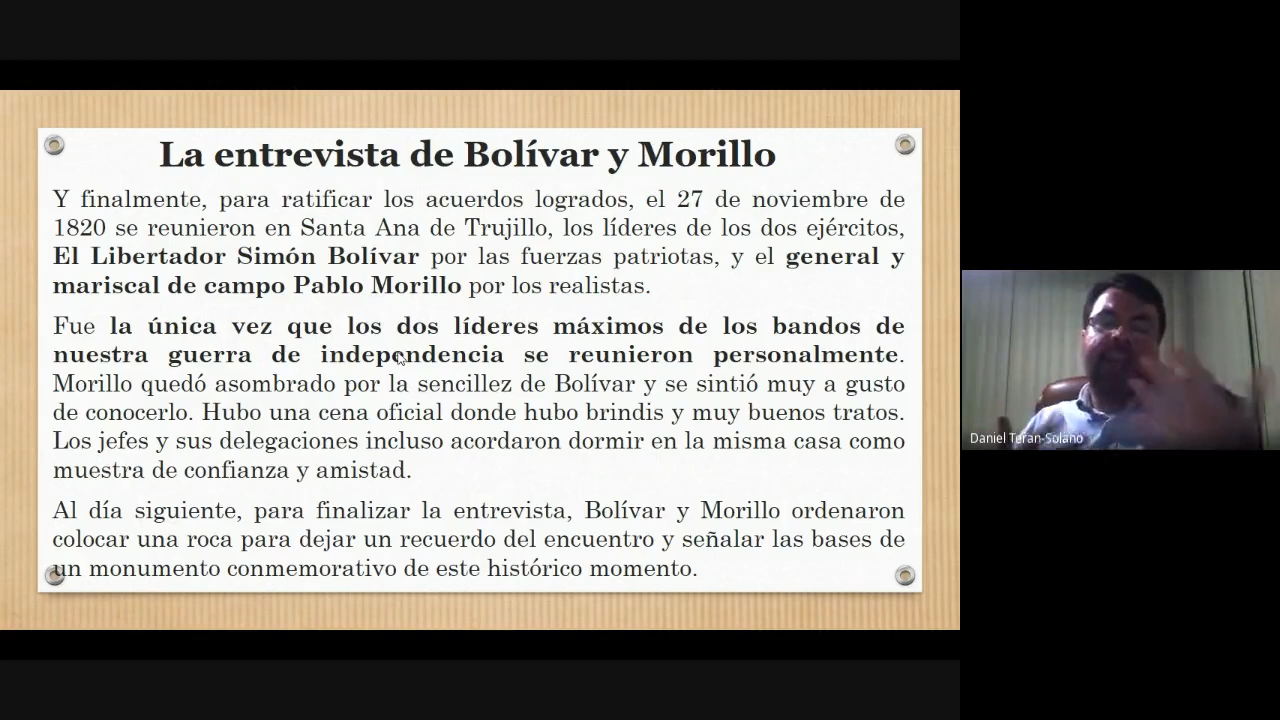 La entrevista de Bolívar y Morillo
Y finalmente, para ratificar los acuerdos logrados, el 27 de noviembre de
1820 se reunieron en Santa Ana de Trujillo, los líderes de los dos ejércitos,
El Libertador Simón Bolívar por las fuerzas patriotas, y el general y
mariscal de campo Pablo Morillo por los realistas.
Fue la única vez que los dos líderes máximos de los bandos de
nuestra guerra de independencia se reunieron personalmente.
Morillo quedó asombrado por la sencillez de Bolívar y se sintió muy a gusto
de conocerlo. Hubo una cena oficial donde hubo brindis y muy buenos tratos.
Los jefes y sus delegaciones incluso acordaron dormir en la misma casa como
muestra de confianza y amistad.
Al día siguiente, para finalizar la entrevista, Bolívar y Morillo ordenaron
colocar una roca para dejar un recuerdo del encuentro y señalar las bases de
un monumento conmemorativo de este histórico momento.
Daniel Terán-Solano